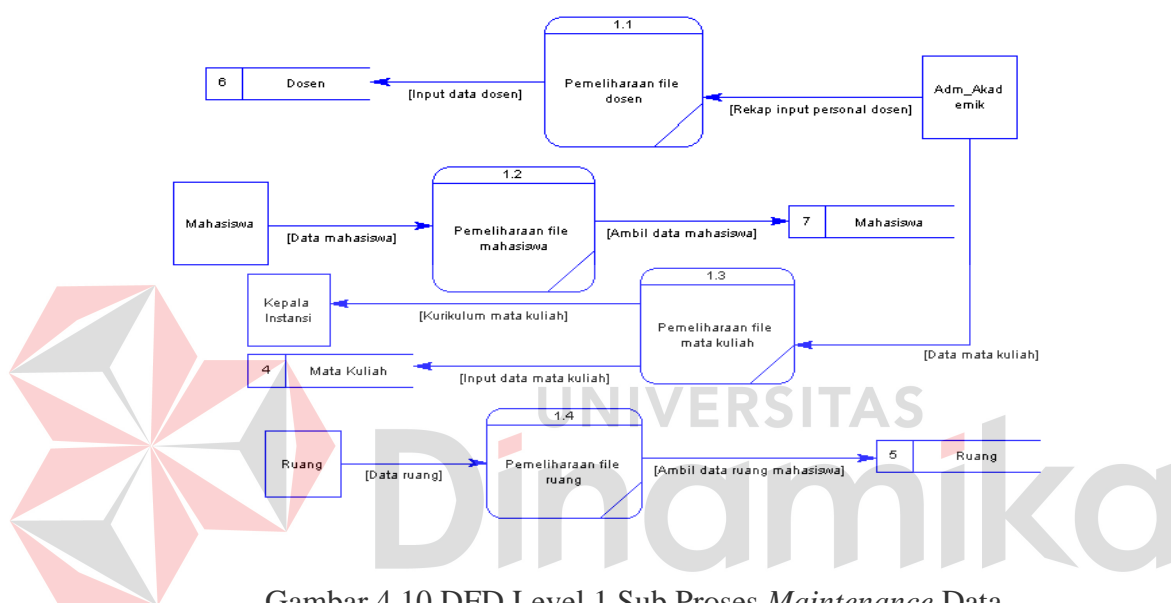 1.1
Pemeliharaan file
dosen
6 Dosen
[Input data dosen]
[Rekap input personal dosen]
Adm_Akad
emik
1.2
Mahasiswa
[Data mahasiswa]
Pemeliharaan file
mahasiswa
[Ambil data mahasiswa]
7 Mahasiswa
1.3
Kepala
Instansi
[Kurikulum mata kuliah]
Pemeliharaan file
mata kuliah
[Data mata kuliah]
4 Mata Kuliah
[Input data mata kuliah]
UNIVERSITAS
Dinamika
1.4
Ruang
[Data ruang]
Pemeliharaan file
ruang
[Ambil data ruang mahasiswa]
5 Ruang
Gambar 4.10 DFD Level 1 Sub Proses Maintenance Data